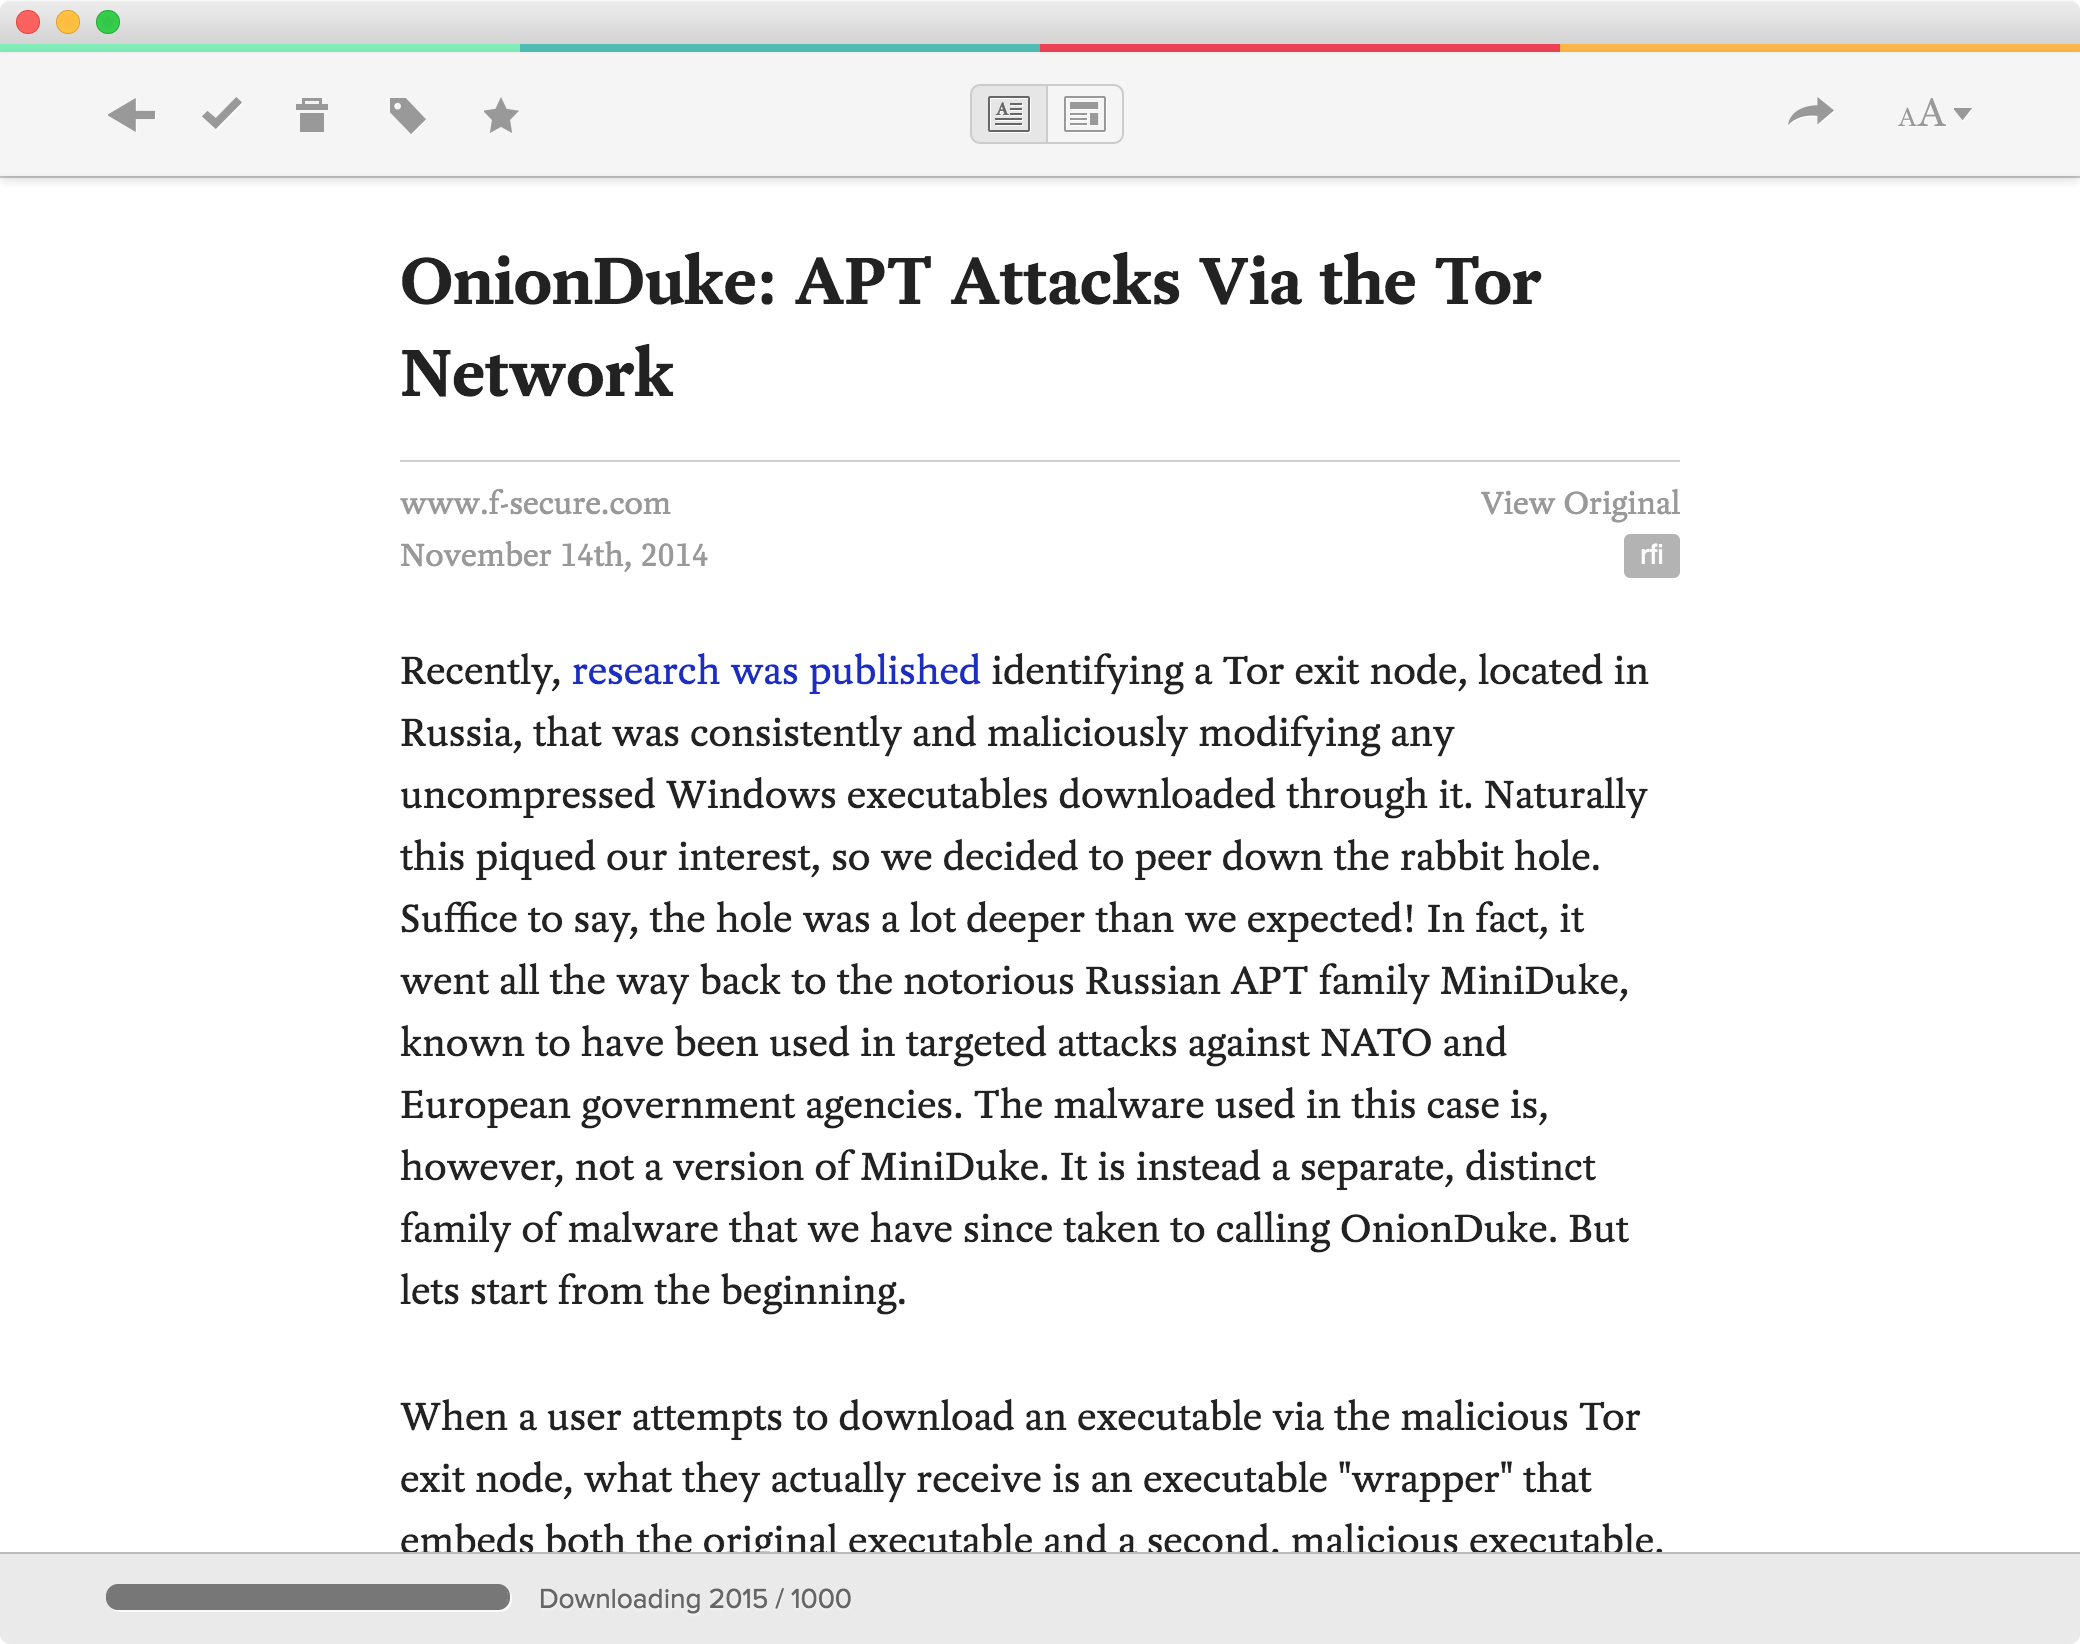 AA
OnionDuke: APT Attacks Via the Tor
Network
www.f-secure.com
View Original
November 14th, 2014
rfi
Recently, research was published identifying a Tor exit node, located in
Russia, that was consistently and maliciously modifying any
uncompressed Windows executables downloaded through it. Naturally
this piqued our interest, so we decided to peer down the rabbit hole.
Suffice to say, the hole was a lot deeper than we expected! In fact, it
went all the way back to the notorious Russian APT family MiniDuke,
known to have been used in targeted attacks against NATO and
European government agencies. The malware used in this case is,
however, not a version of MiniDuke. It is instead a separate, distinct
family of malware that we have since taken to calling OnionDuke. But
lets start from the beginning.
When a user attempts to download an executable via the malicious Tor
exit node, what they actually receive is an executable "wrapper" that
embeds both the original executable and a second, malicious executable.
Downloading 2015 / 1000